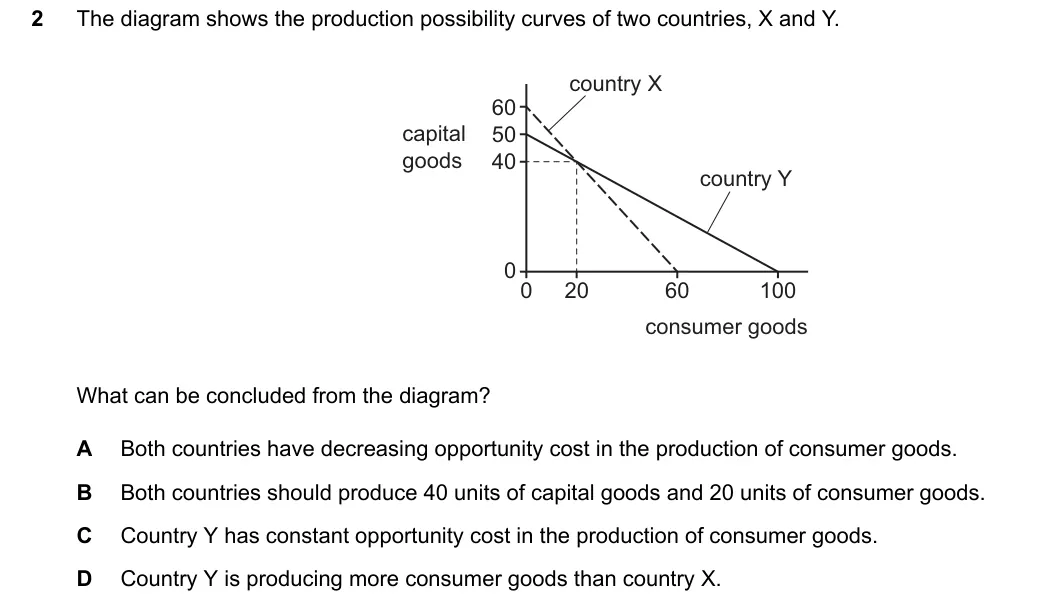 2 The diagram shows the production possibility curves of two countries, X and Y.
country X
60
capital 50
goods 40
country Y
0
0 20 60 100
consumer goods
What can be concluded from the diagram?
A Both countries have decreasing opportunity cost in the production of consumer goods.
B Both countries should produce 40 units of capital goods and 20 units of consumer goods.
C Country Y has constant opportunity cost in the production of consumer goods.
D Country Y is producing more consumer goods than country X.